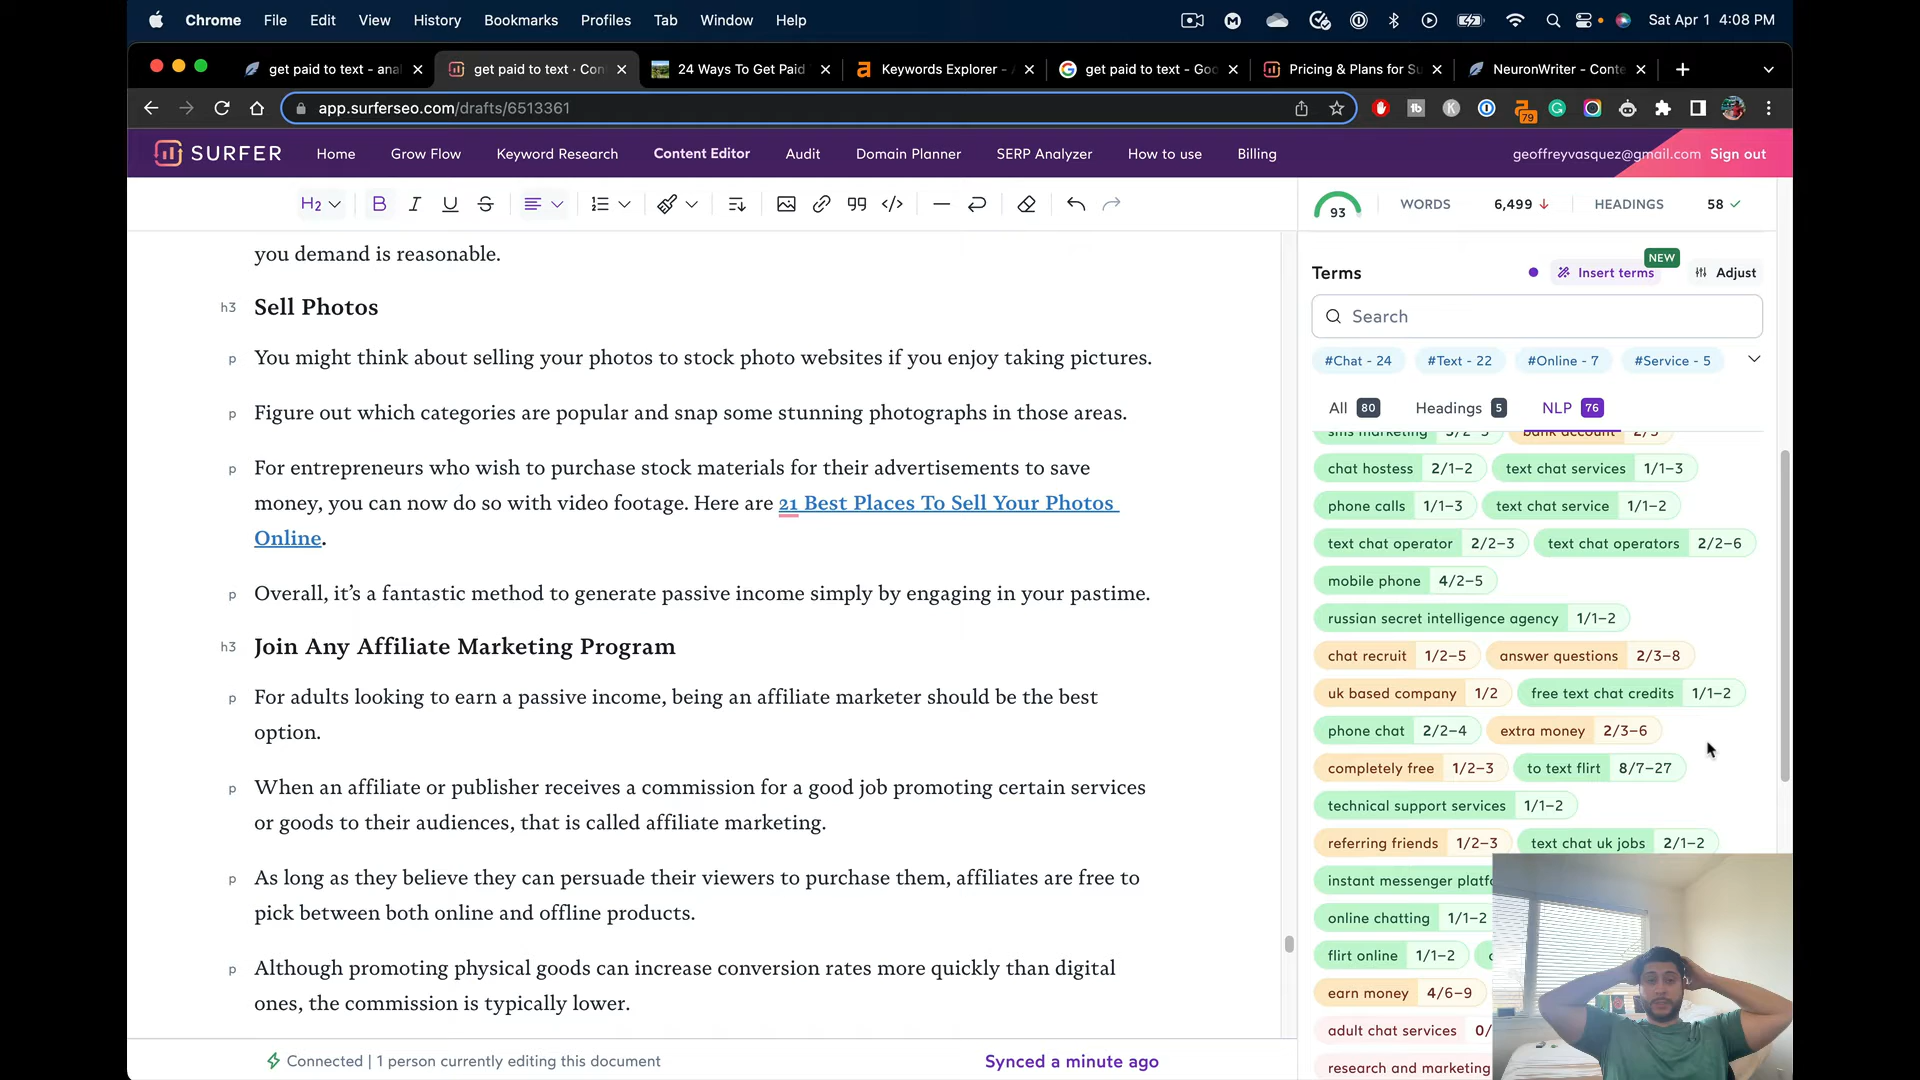 Chrome File Edit View History Bookmarks Profiles Tab Window Help Sat Apr 1 4:08 PM
get paid to text - anal
get paid to text · Con
24 Ways To Get Paid
Keywords Explorer - A
get paid to text - Goo
Pricing & Plans for Su
NeuronWriter - Conte
app.surferseo.com/drafts/6513361
79
SURFER Home Grow Flow Keyword Research Content Editor Audit Domain Planner SERP Analyzer How to use Billing geoffreyvasquez@gmail.com Sign out
H2 B I U S
93 WORDS 6,499 HEADINGS 58
you demand is reasonable.
h3 Sell Photos
p You might think about selling your photos to stock photo websites if you enjoy taking pictures.
p Figure out which categories are popular and snap some stunning photographs in those areas.
p For entrepreneurs who wish to purchase stock materials for their advertisements to save
money, you can now do so with video footage. Here are 21 Best Places To Sell Your Photos
Online.
p Overall, it’s a fantastic method to generate passive income simply by engaging in your pastime.
h3 Join Any Affiliate Marketing Program
p For adults looking to earn a passive income, being an affiliate marketer should be the best
option.
p When an affiliate or publisher receives a commission for a good job promoting certain services
or goods to their audiences, that is called affiliate marketing.
p As long as they believe they can persuade their viewers to purchase them, affiliates are free to
pick between both online and offline products.
p Although promoting physical goods can increase conversion rates more quickly than digital
ones, the commission is typically lower.
Connected | 1 person currently editing this document Synced a minute ago
NEW
Terms Insert terms Adjust
Search
#Chat - 24 #Text - 22 #Online - 7 #Service - 5
All 80 Headings 5 NLP 76
sms marketing bank account
chat hostess 2/1–2 text chat services 1/1–3
phone calls 1/1–3 text chat service 1/1–2
text chat operator 2/2–3 text chat operators 2/2–6
mobile phone 4/2–5
russian secret intelligence agency 1/1–2
chat recruit 1/2–5 answer questions 2/3–8
uk based company 1/2 free text chat credits 1/1–2
phone chat 2/2–4 extra money 2/3–6
completely free 1/2–3 to text flirt 8/7–27
technical support services 1/1–2
referring friends 1/2–3 text chat uk jobs 2/1–2
instant messenger platf
online chatting 1/1–2
flirt online 1/1–2
earn money 4/6–9
adult chat services 0/
research and marketing